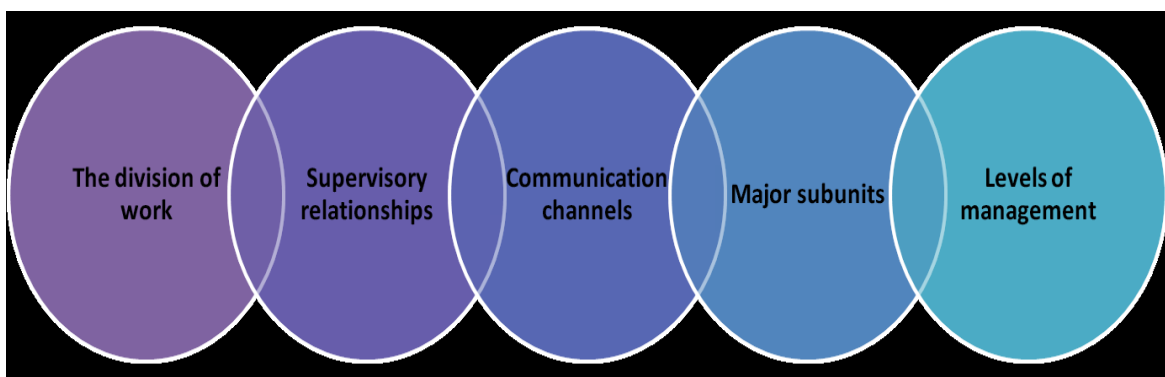 The division of
work
Supervisory
relationships
Communication
channels
Major subunits
Levels of
management